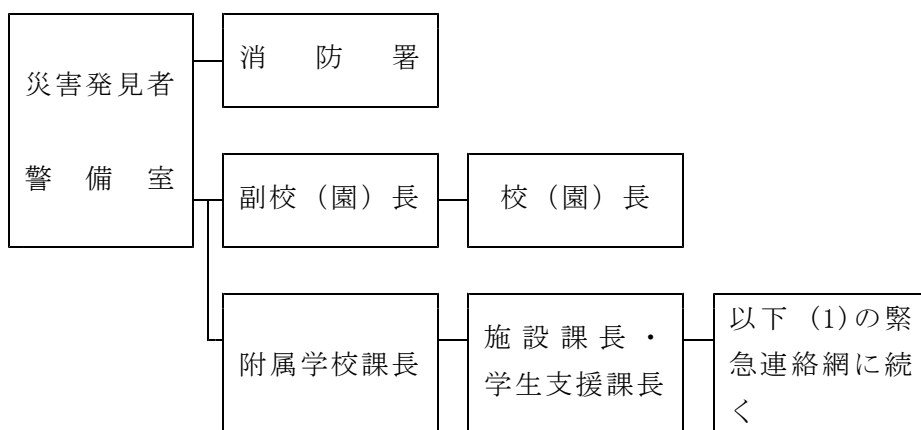 災害発見者
警備室
消防署
副校（園）長
校（園）長
附属学校課長
施設課長・
学生支援課長
以下 (1)の緊
急連絡網に続
く